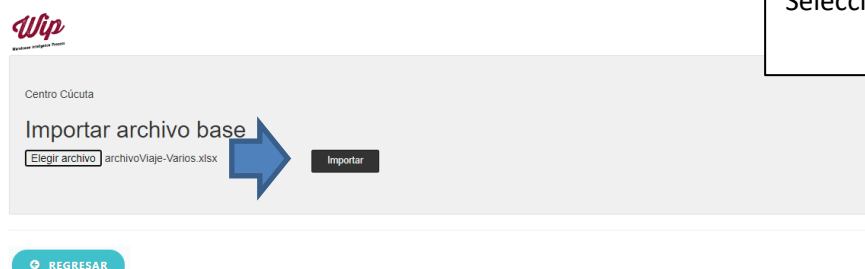 Wip
Centro Cúcuta
Importar archivo base
Elegir archivo archivoViaje-Varios.xlsx
Importar
REGRESAR